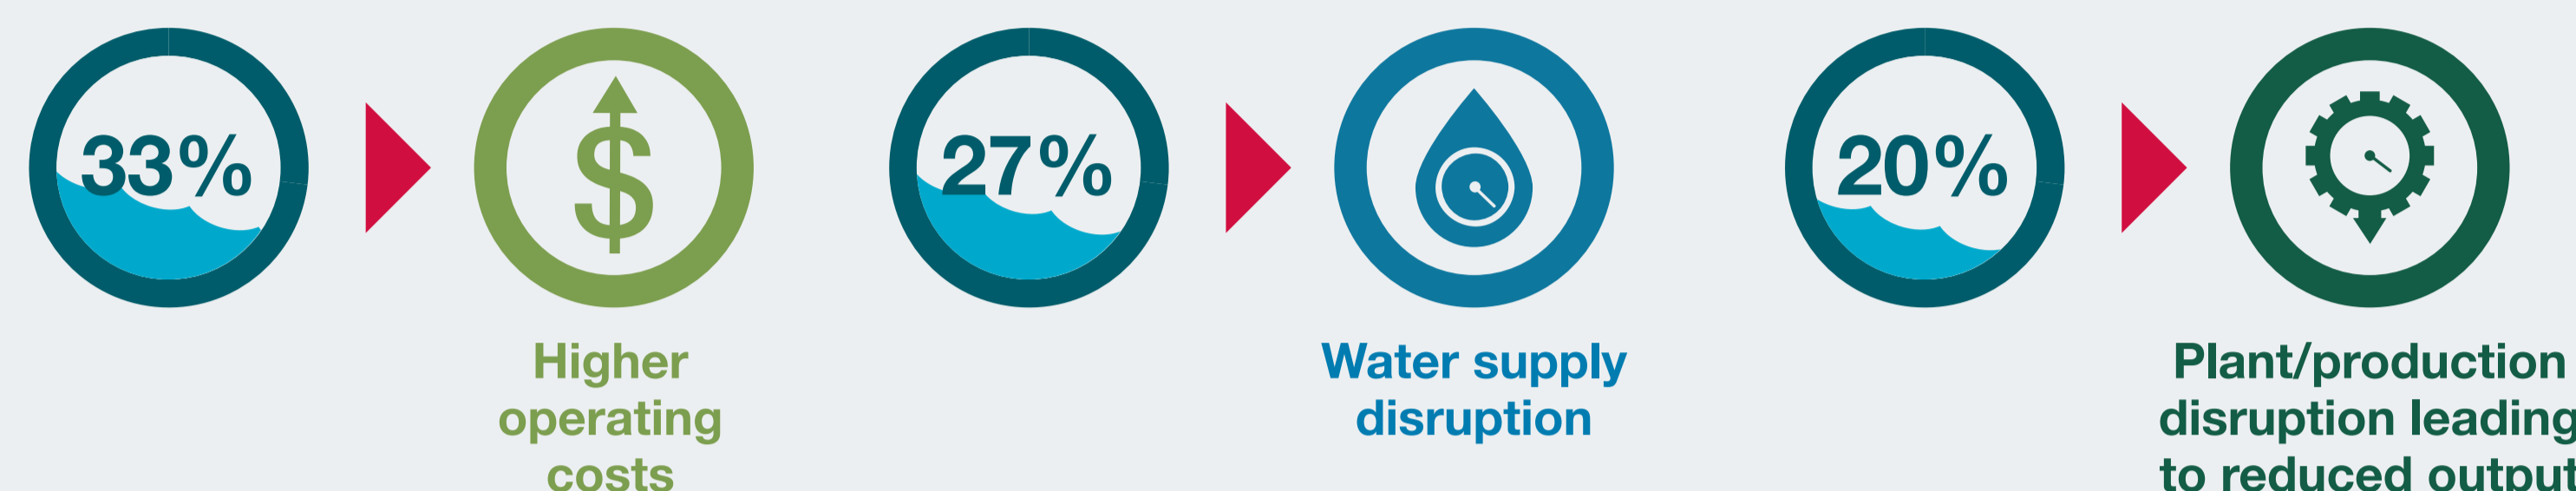 33%
27%
20%
Higher
operating
costs
Water supply
disruption
Plant/production
disruption leading
to reduced output